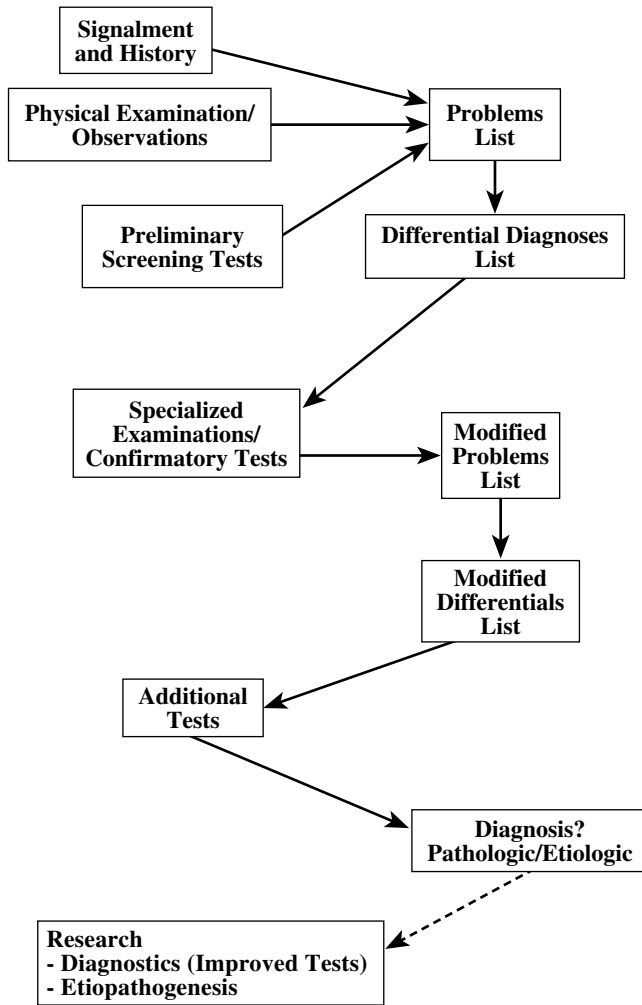 Signalment
and History
Physical Examination/
Observations
Problems
List
Preliminary
Screening Tests
Differential Diagnoses
List
Specialized
Examinations/
Confirmatory Tests
Modified
Problems
List
Modified
Differentials
List
Additional
Tests
Diagnosis?
Pathologic/Etiologic
Research
- Diagnostics (Improved Tests)
- Etiopathogenesis